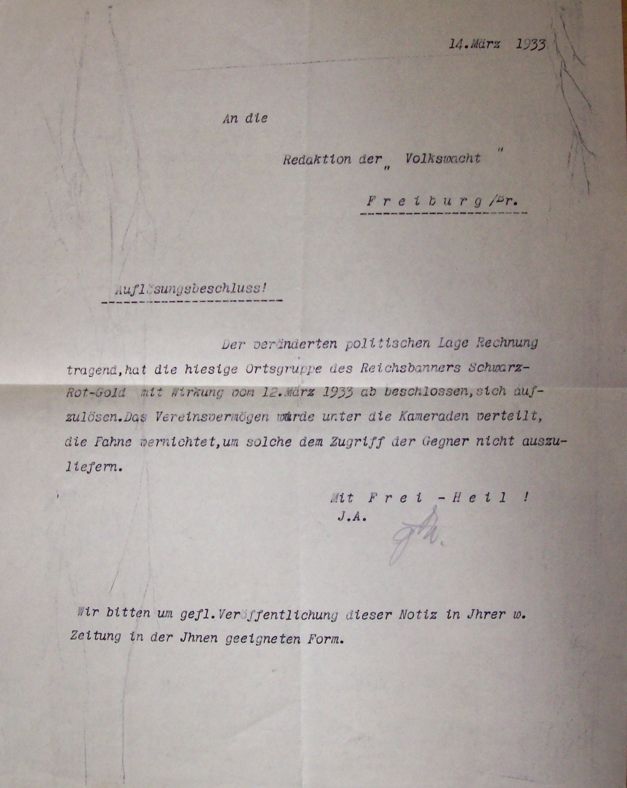 14.März 1933
An die
Redaktion der „ Volkswacht "
F r e i b u r g /Br.
Auflösungsbeschluss!
Der veränderten politischen Lage Rechnung
tragend,hat die hiesige Ortsgruppe des Reichsbanners Schwarz-
Rot-Gold mit Wirkung vom 12.März 1933 ab beschlossen,sich auf-
zulösen.Das Vereinsvermögen wurde unter die Kameraden verteilt,
die Fahne vernichtet,um solche dem Zugriff der Gegner nicht auszu-
liefern.
Mit F r e i - H e i l !
J.A.
Wir bitten um gefl.Veröffentlichung dieser Notiz in Jhrer w.
Zeitung in der Jhnen geeigneten Form.